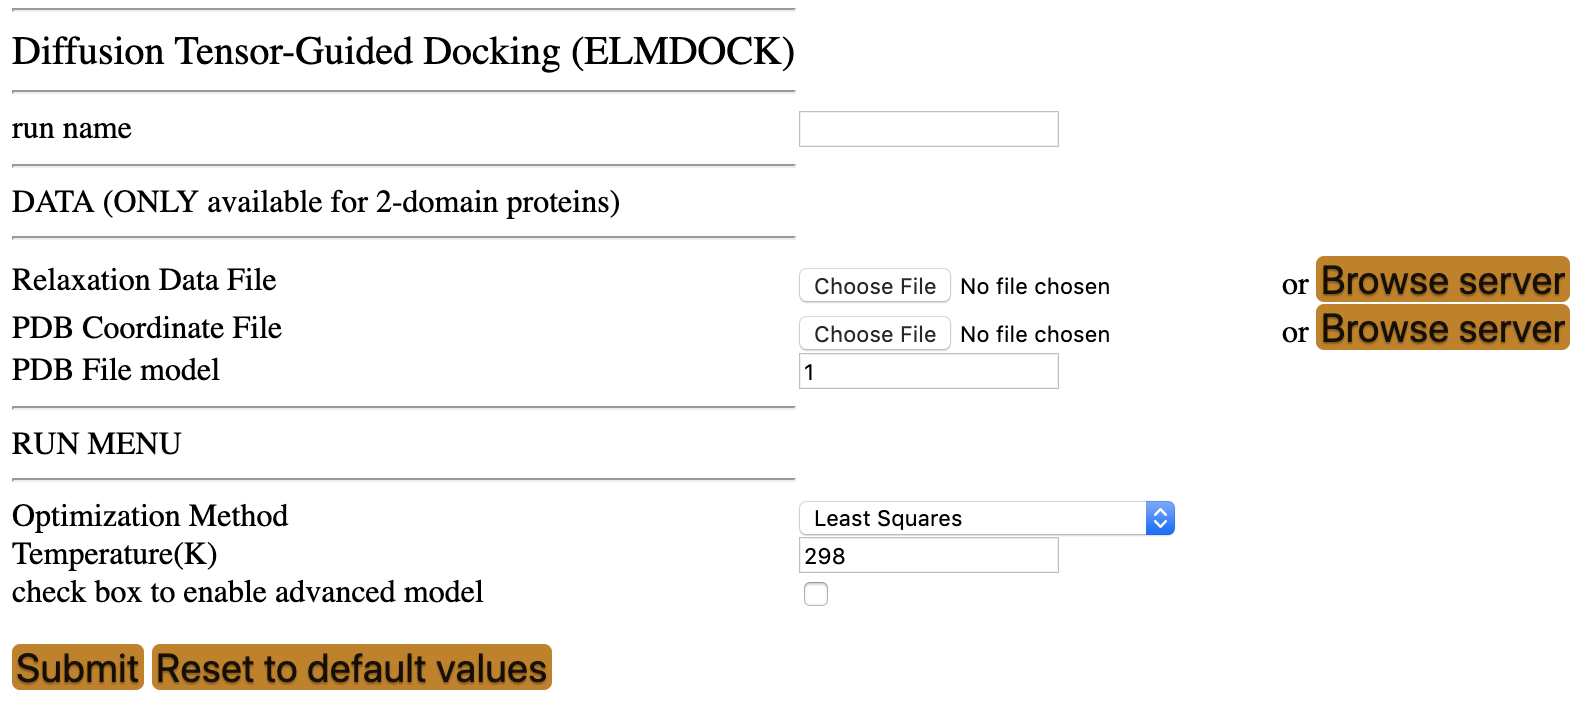 Diffusion Tensor-Guided Docking (ELMDOCK)
run name
DATA (ONLY available for 2-domain proteins)
Relaxation Data File Choose File No file chosen or Browse server
PDB Coordinate File Choose File No file chosen or Browse server
PDB File model 1
RUN MENU
Optimization Method Least Squares
Temperature(K) 298
check box to enable advanced model
Submit Reset to default values